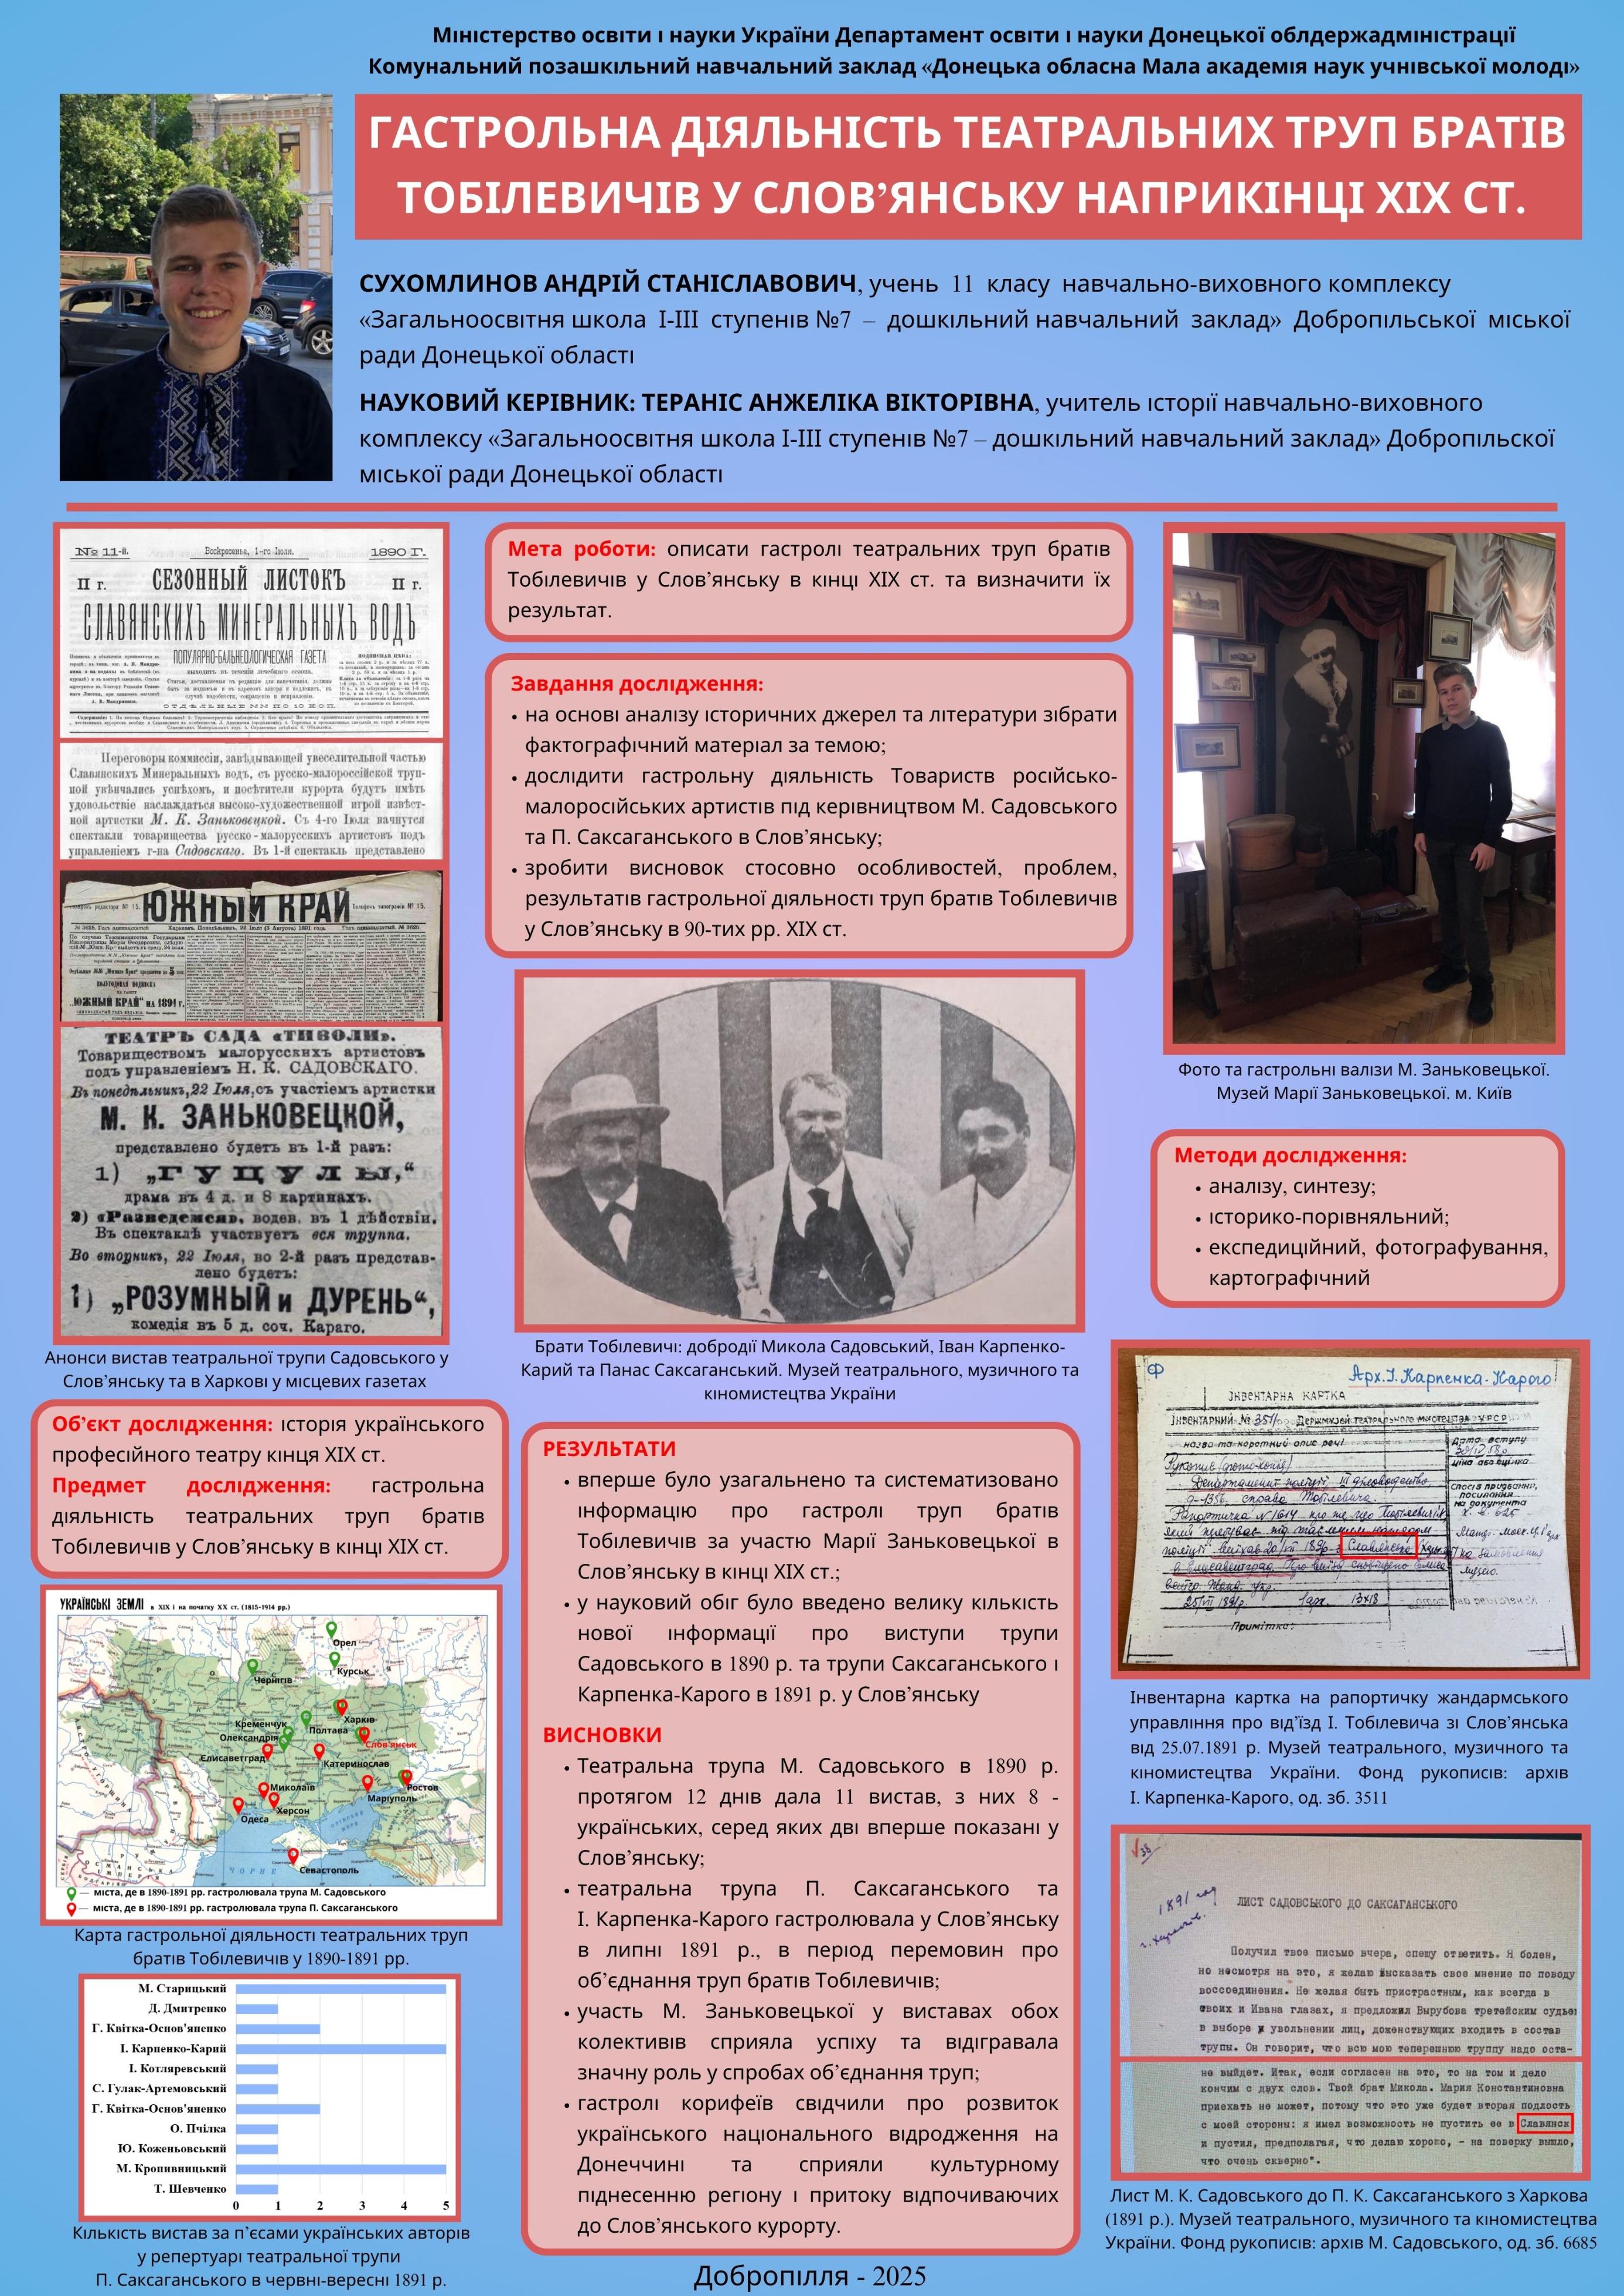 Міністерство освіти і науки України Департамент освіти і науки Донецької облдержадміністрації
Комунальний позашкільний навчальний заклад «Донецька обласна Мала академія наук учнівської молоді»
ГАСТРОЛЬНА ДІЯЛЬНІСТЬ ТЕАТРАЛЬНИХ ТРУП БРАТІВ
ТОБІЛЕВИЧІВ У СЛОВ’ЯНСЬКУ НАПРИКІНЦІ ХІХ СТ.
СУХОМЛИНОВ АНДРІЙ СТАНІСЛАВОВИЧ, учень 11 класу навчально-виховного комплексу
«Загальноосвітня школа І-ІІІ ступенів №7 – дошкільний навчальний заклад» Добропільської міської
ради Донецької області
НАУКОВИЙ КЕРІВНИК: ТЕРАНІС АНЖЕЛІКА ВІКТОРІВНА, учитель історії навчально-виховного
комплексу «Загальноосвітня школа І-ІІІ ступенів №7 – дошкільний навчальний заклад» Добропільскої
міської ради Донецької області
№ 11-й. Воскресенье, 1-го Іюля. 1890 Г.
II г. СЕЗОННЫЙ ЛИСТОКЪ II г.
СЛАВЯНСКИХЪ МИНЕРАЛЬНЫХЪ ВОДЪ
ПОПУЛЯРНО-БАЛЬНЕОЛОГИЧЕСКАЯ ГАЗЕТА
Переговоры коммиссіи, завѣдывающей увеселительной частью
Славянскихъ Минеральныхъ водъ, съ русско-малороссійской труп-
пой увѣнчались успѣхомъ, и посѣтители курорта будутъ имѣть
удовольствіе наслаждаться высоко-художественной игрой извѣст-
ной артистки М. К. Заньковецкой. Съ 4-го Іюля начнутся
спектакли товарищества русско-малорусскихъ артистовъ подъ
управленіемъ г-на Садовскаго. Въ 1-й спектакль представлено
ЮЖНЫЙ КРАЙ
„ЮЖНЫЙ КРАЙ“ на 1891 г.
ТЕАТРЪ САДА «ТИВОЛИ».
Товариществомъ малорусскихъ артистовъ
подъ управленіемъ Н. К. САДОВСКАГО.
Въ понедѣльникъ, 22 Іюля, съ участіемъ артистки
М. К. ЗАНЬКОВЕЦКОЙ,
представлено будетъ въ 1-й разъ:
1) „ГУЦУЛЫ,“
драма въ 4 д. и 8 картинахъ.
2) «Разведемся», водев. въ 1 дѣйствіи.
Въ спектаклѣ участвуетъ вся труппа.
Во вторникъ, 22 Іюля, во 2-й разъ представ-
лено будетъ:
1) „РОЗУМНЫЙ и ДУРЕНЬ“,
комедія въ 5 д. соч. Караго.
Анонси вистав театральної трупи Садовського у
Слов’янську та в Харкові у місцевих газетах
Об’єкт дослідження: історія українського
професійного театру кінця ХІХ ст.
Предмет дослідження: гастрольна
діяльність театральних труп братів
Тобілевичів у Слов’янську в кінці ХІХ ст.
УКРАЇНСЬКІ ЗЕМЛІ в ХІХ і на початку ХХ ст. (1815-1914 рр.)
Орел
Курськ
Чернігів
Харків
Кременчук
Полтава
Олександрія
Слов'янськ
Єлисаветград
Катеринослав
Миколаїв
Ростов
Маріуполь
Херсон
Одеса
ЧОРНЕ
Севастополь
— міста, де в 1890-1891 рр. гастролювала трупа М. Садовського
— міста, де в 1890-1891 рр. гастролювала трупа П. Саксаганського
Карта гастрольної діяльності театральних труп
братів Тобілевичів у 1890-1891 рр.
М. Старицький
Д. Дмитренко
Г. Квітка-Основ'яненко
І. Карпенко-Карий
І. Котляревський
С. Гулак-Артемовський
Г. Квітка-Основ'яненко
О. Пчілка
Ю. Коженьовський
М. Кропивницький
Т. Шевченко
0 1 2 3 4 5
Кількість вистав за п’єсами українських авторів
у репертуарі театральної трупи
П. Саксаганського в червні-вересні 1891 р.
Мета роботи: описати гастролі театральних труп братів
Тобілевичів у Слов’янську в кінці ХІХ ст. та визначити їх
результат.
Завдання дослідження:
• на основі аналізу історичних джерел та літератури зібрати
фактографічний матеріал за темою;
• дослідити гастрольну діяльність Товариств російсько-
малоросійських артистів під керівництвом М. Садовського
та П. Саксаганського в Слов’янську;
• зробити висновок стосовно особливостей, проблем,
результатів гастрольної діяльності труп братів Тобілевичів
у Слов’янську в 90-тих рр. ХІХ ст.
Брати Тобілевичі: добродії Микола Садовський, Іван Карпенко-
Карий та Панас Саксаганський. Музей театрального, музичного та
кіномистецтва України
РЕЗУЛЬТАТИ
• вперше було узагальнено та систематизовано
інформацію про гастролі труп братів
Тобілевичів за участю Марії Заньковецької в
Слов’янську в кінці ХІХ ст.;
• у науковий обіг було введено велику кількість
нової інформації про виступи трупи
Садовського в 1890 р. та трупи Саксаганського і
Карпенка-Карого в 1891 р. у Слов’янську
ВИСНОВКИ
• Театральна трупа М. Садовського в 1890 р.
протягом 12 днів дала 11 вистав, з них 8 -
українських, серед яких дві вперше показані у
Слов’янську;
• театральна трупа П. Саксаганського та
І. Карпенка-Карого гастролювала у Слов’янську
в липні 1891 р., в період перемовин про
об’єднання труп братів Тобілевичів;
• участь М. Заньковецької у виставах обох
колективів сприяла успіху та відігравала
значну роль у спробах об’єднання труп;
• гастролі корифеїв свідчили про розвиток
українського національного відродження на
Донеччині та сприяли культурному
піднесенню регіону і притоку відпочиваючих
до Слов’янського курорту.
Добропілля - 2025
Фото та гастрольні валізи М. Заньковецької.
Музей Марії Заньковецької. м. Київ
Методи дослідження:
• аналізу, синтезу;
• історико-порівняльний;
• експедиційний, фотографування,
картографічний
Ф Арх. І. Карпенка-Карого
ІНВЕНТАРНА КАРТКА
ІНВЕНТАРНИЙ № 3511 Держмузей театрального мистецтва УРСР
назва та короткий опис речі
Дата вступу
Примітка:
Інвентарна картка на рапортичку жандармського
управління про від’їзд І. Тобілевича зі Слов’янська
від 25.07.1891 р. Музей театрального, музичного та
кіномистецтва України. Фонд рукописів: архів
І. Карпенка-Карого, од. зб. 3511
1891 год
ЛИСТ САДОВСЬКОГО ДО САКСАГАНСЬКОГО
Получил твое письмо вчера, спешу ответить. Я болен,
но несмотря на это, я желаю высказать свое мнение по поводу
воссоединения. Не желая быть пристрастным, как всегда в
твоих и Ивана глазах, я предложил Вырубова третейским судьей
в выборе и увольнении лиц, долженствующих входить в состав
трупы. Он говорит, что всю мою теперешнюю труппу надо оста-
не выйдет. Итак, если согласен на это, то на том и дело
кончим с двух слов. Твой брат Микола. Мария Константиновна
приехать не может, потому что это уже будет вторая подлость
с моей стороны: я имел возможность не пустить ее в Славянск
и пустил, предполагая, что делаю хорошо, - на поверку вышло,
что очень скверно".
Лист М. К. Садовського до П. К. Саксаганського з Харкова
(1891 р.). Музей театрального, музичного та кіномистецтва
України. Фонд рукописів: архів М. Садовського, од. зб. 6685